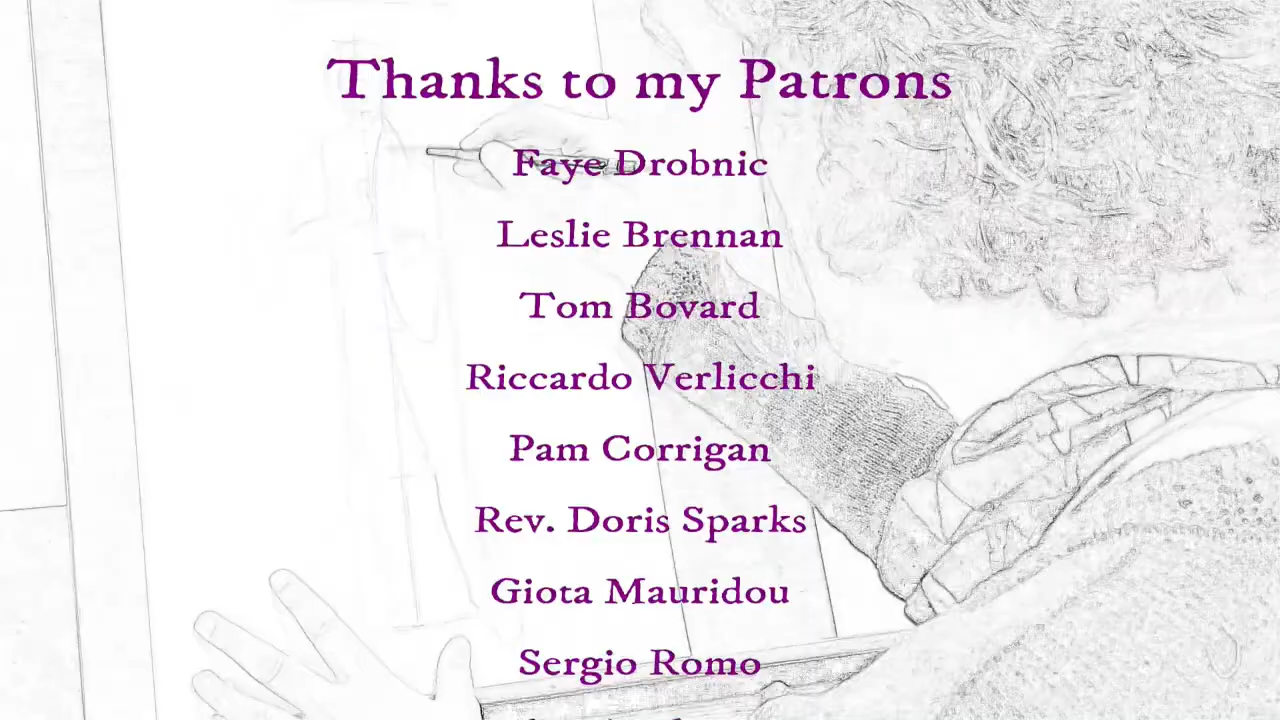 Thanks to my Patrons
Faye Drobnic
Leslie Brennan
Tom Bovard
Riccardo Verlicchi
Pam Corrigan
Rev. Doris Sparks
Giota Mauridou
Sergio Romo